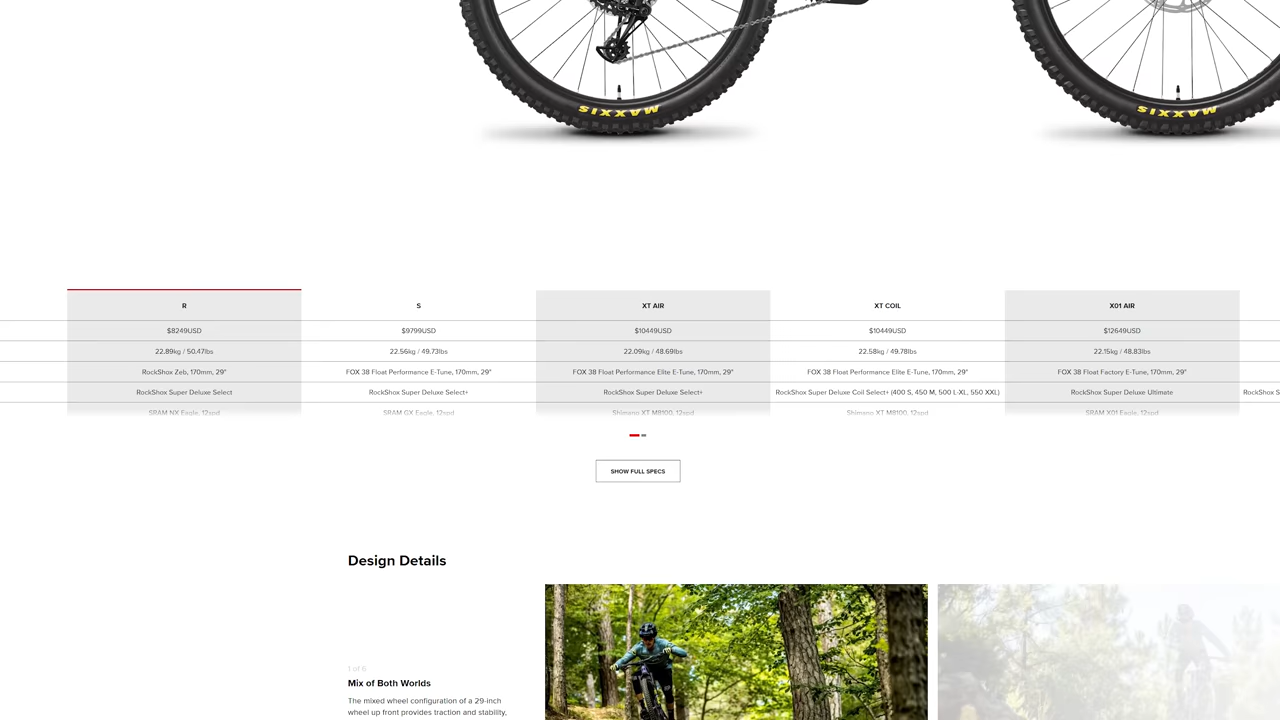 MAXXIS
MAXXIS
R
S
XT AIR
XT COIL
X01 AIR
$8249USD
$9799USD
$10449USD
$10449USD
$12649USD
22.89kg / 50.47lbs
22.56kg / 49.73lbs
22.09kg / 48.69lbs
22.58kg / 49.78lbs
22.15kg / 48.83lbs
RockShox Zeb, 170mm, 29"
FOX 38 Float Performance E-Tune, 170mm, 29"
FOX 38 Float Performance Elite E-Tune, 170mm, 29"
FOX 38 Float Performance Elite E-Tune, 170mm, 29"
FOX 38 Float Factory E-Tune, 170mm, 29"
RockShox Super Deluxe Select
RockShox Super Deluxe Select+
RockShox Super Deluxe Select+
RockShox Super Deluxe Coil Select+ (400 S, 450 M, 500 L-XL, 550 XXL)
RockShox Super Deluxe Ultimate
RockShox S
SRAM NX Eagle, 12spd
SRAM GX Eagle, 12spd
Shimano XT M8100, 12spd
Shimano XT M8100, 12spd
SRAM X01 Eagle, 12spd
SHOW FULL SPECS
Design Details
1 of 6
Mix of Both Worlds
The mixed wheel configuration of a 29-inch
wheel up front provides traction and stability,